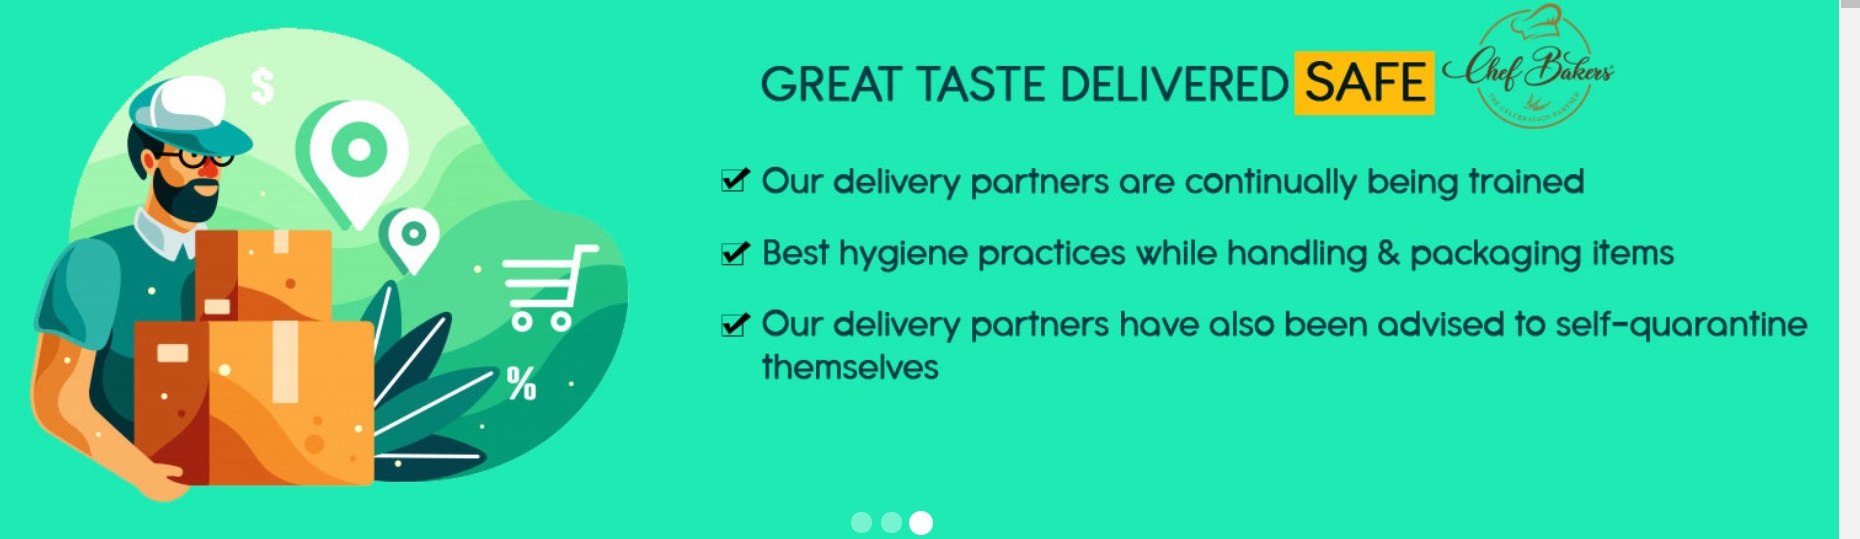 $
GREAT TASTE DELIVERED SAFE
Chef Bakers
THE CELEBRATION PARTNER
Our delivery partners are continually being trained
Best hygiene practices while handling & packaging items
Our delivery partners have also been advised to self-quarantine
themselves
%